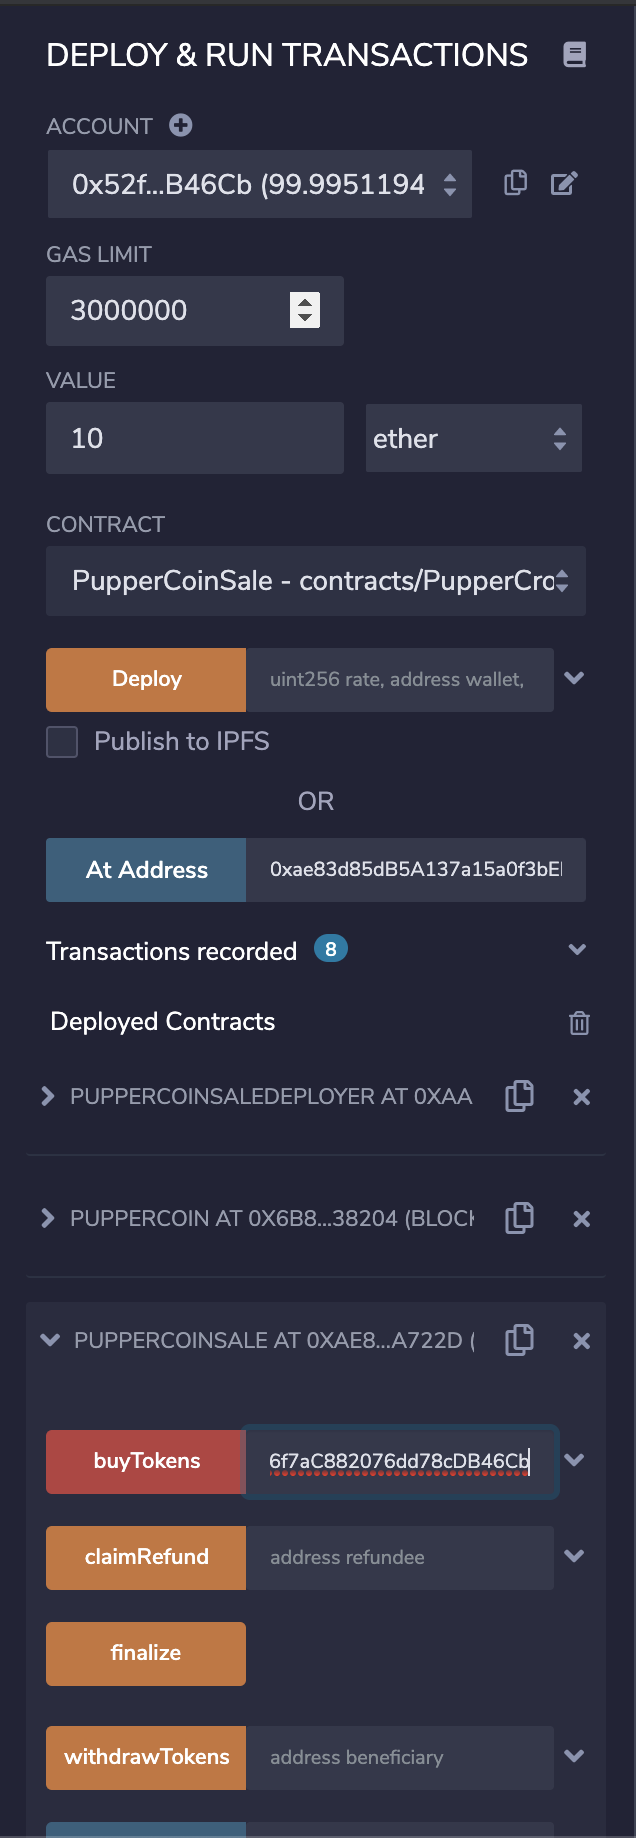 DEPLOY & RUN TRANSACTIONS
ACCOUNT
0x52f...B46Cb (99.9951194
GAS LIMIT
3000000
VALUE
10
ether
CONTRACT
PupperCoinSale - contracts/PupperCro
Deploy
uint256 rate, address wallet,
Publish to IPFS
OR
At Address
0xae83d85dB5A137a15a0f3bE
Transactions recorded 8
Deployed Contracts
PUPPERCOINSALEDEPLOYER AT 0XAA
PUPPERCOIN AT 0X6B8...38204 (BLOCK
PUPPERCOINSALE AT 0XAE8...A722D (
buyTokens
6f7aC882076dd78cDB46Cb
claimRefund
address refundee
finalize
withdrawTokens
address beneficiary